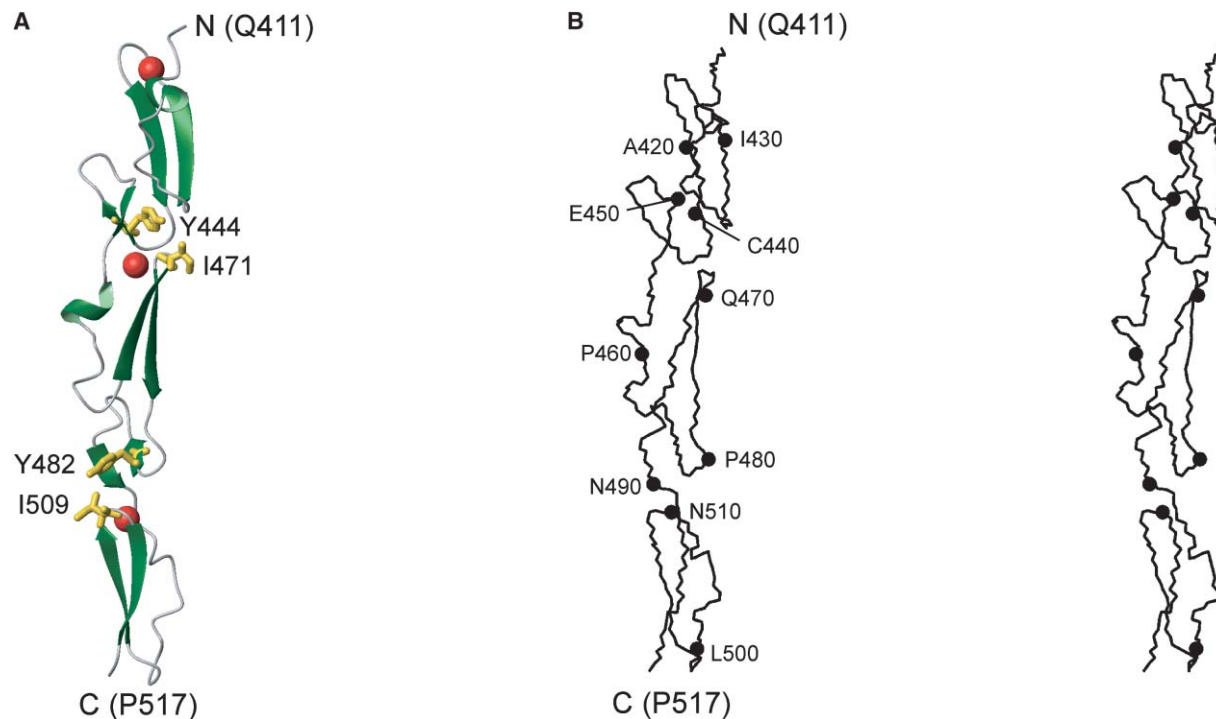 A
N (Q411)
Y444
I471
Y482
I509
C (P517)
B
N (Q411)
A420
I430
E450
C440
Q470
P460
P480
N490
N510
L500
C (P517)